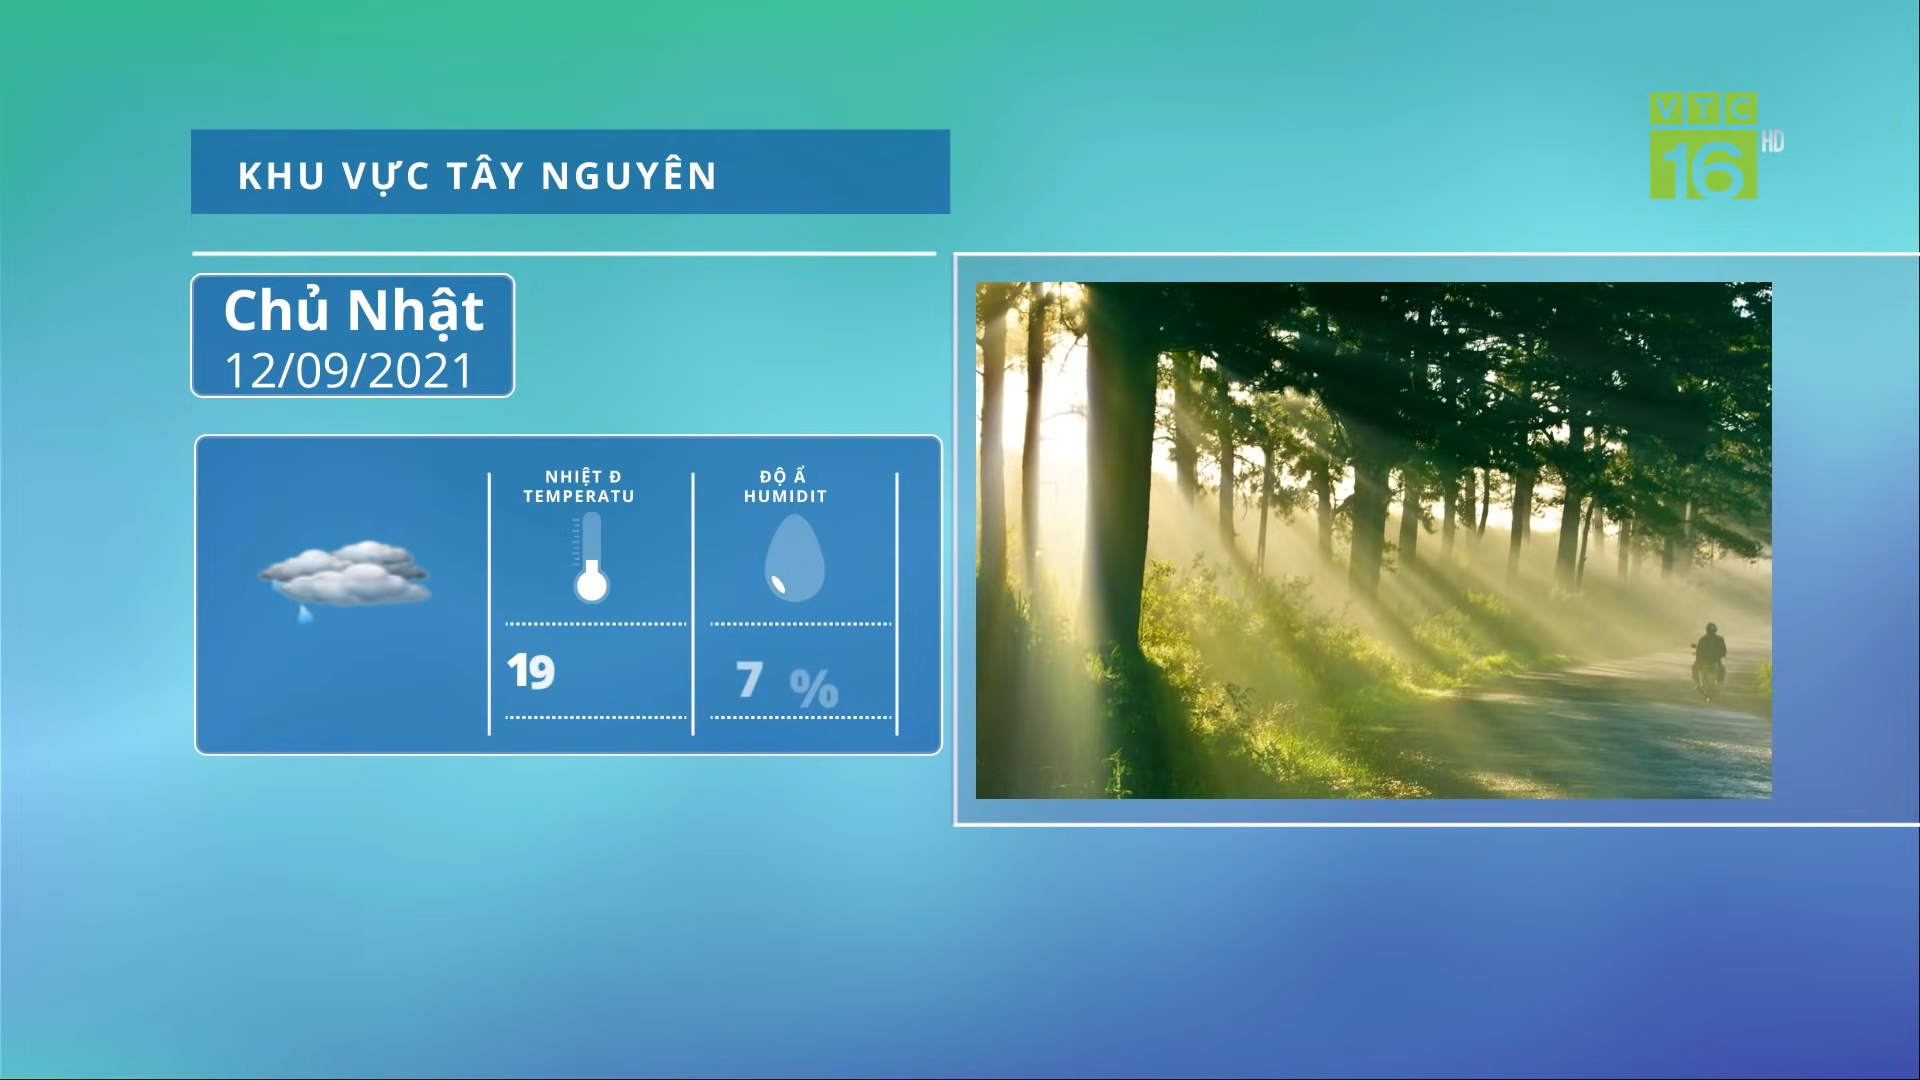 VTC
16
HD
KHU VỰC TÂY NGUYÊN
Chủ Nhật
12/09/2021
NHIỆT Đ
TEMPERATU
ĐỘ Ẩ
HUMIDIT
19
7 %